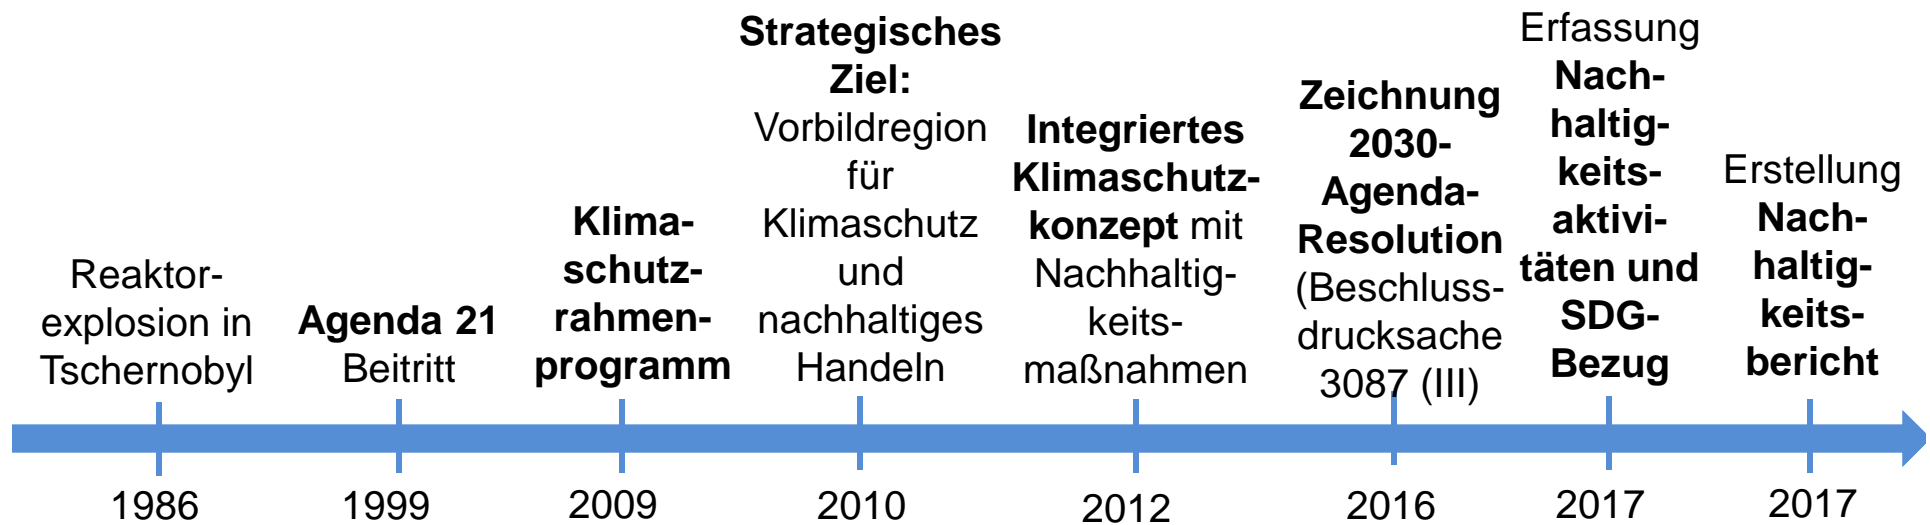 Reaktor-
explosion in
Tschernobyl
1986
Agenda 21
Beitritt
1999
Klima-
schutz-
rahmen-
programm
2009
Strategisches
Ziel:
Vorbildregion
für
Klimaschutz
und
nachhaltiges
Handeln
2010
Integriertes
Klimaschutz-
konzept mit
Nachhaltig-
keits-
maßnahmen
2012
Zeichnung
2030-
Agenda-
Resolution
(Beschluss-
drucksache
3087 (III)
2016
Erfassung
Nach-
haltig-
keits-
aktivi-
täten und
SDG-
Bezug
2017
Erstellung
Nach-
haltig-
keits-
bericht
2017